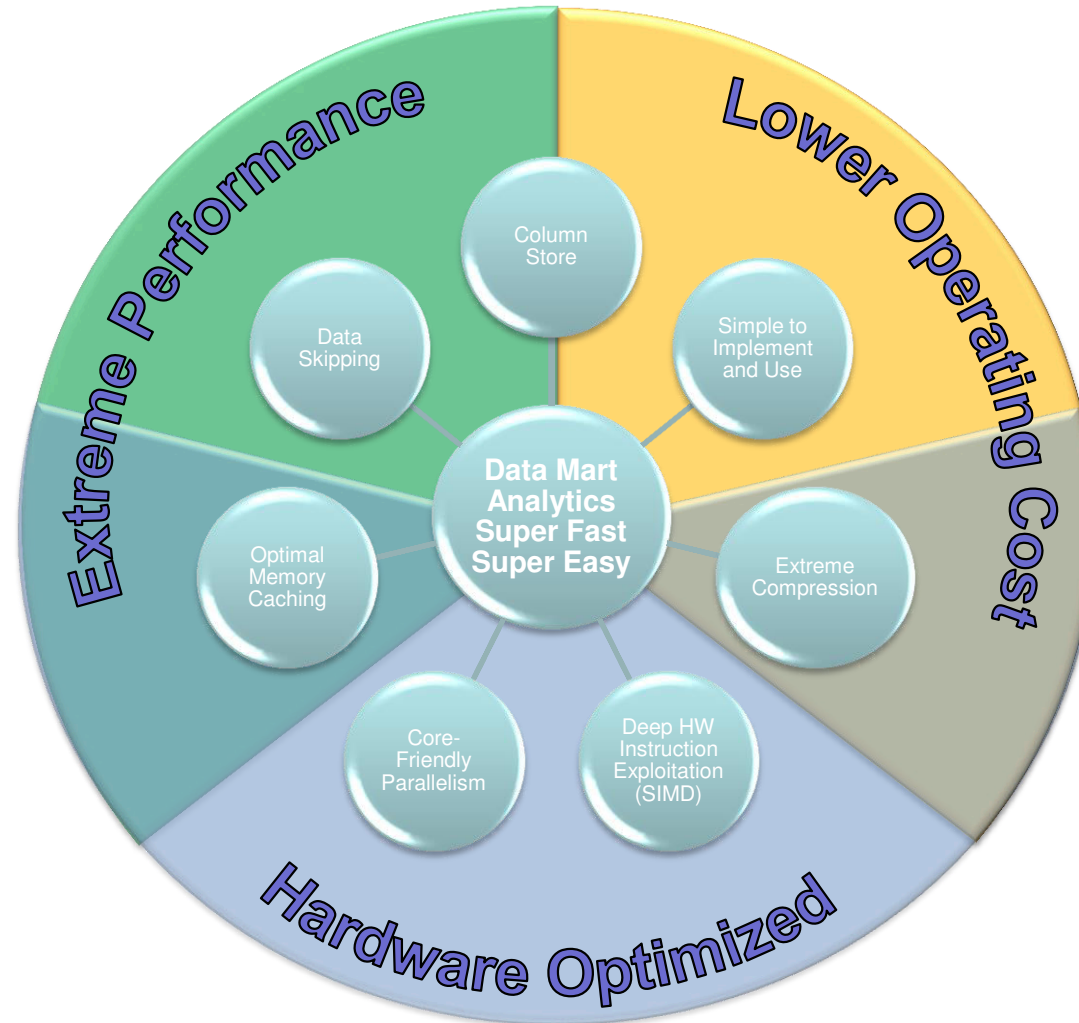 Extreme Performance
Lower Operating Cost
Column
Store
Data
Skipping
Simple to
Implement
and Use
Data Mart
Analytics
Super Fast
Super Easy
Optimal
Memory
Caching
Extreme
Compression
Core-
Friendly
Parallelism
Deep HW
Instruction
Exploitation
(SIMD)
Hardware Optimized